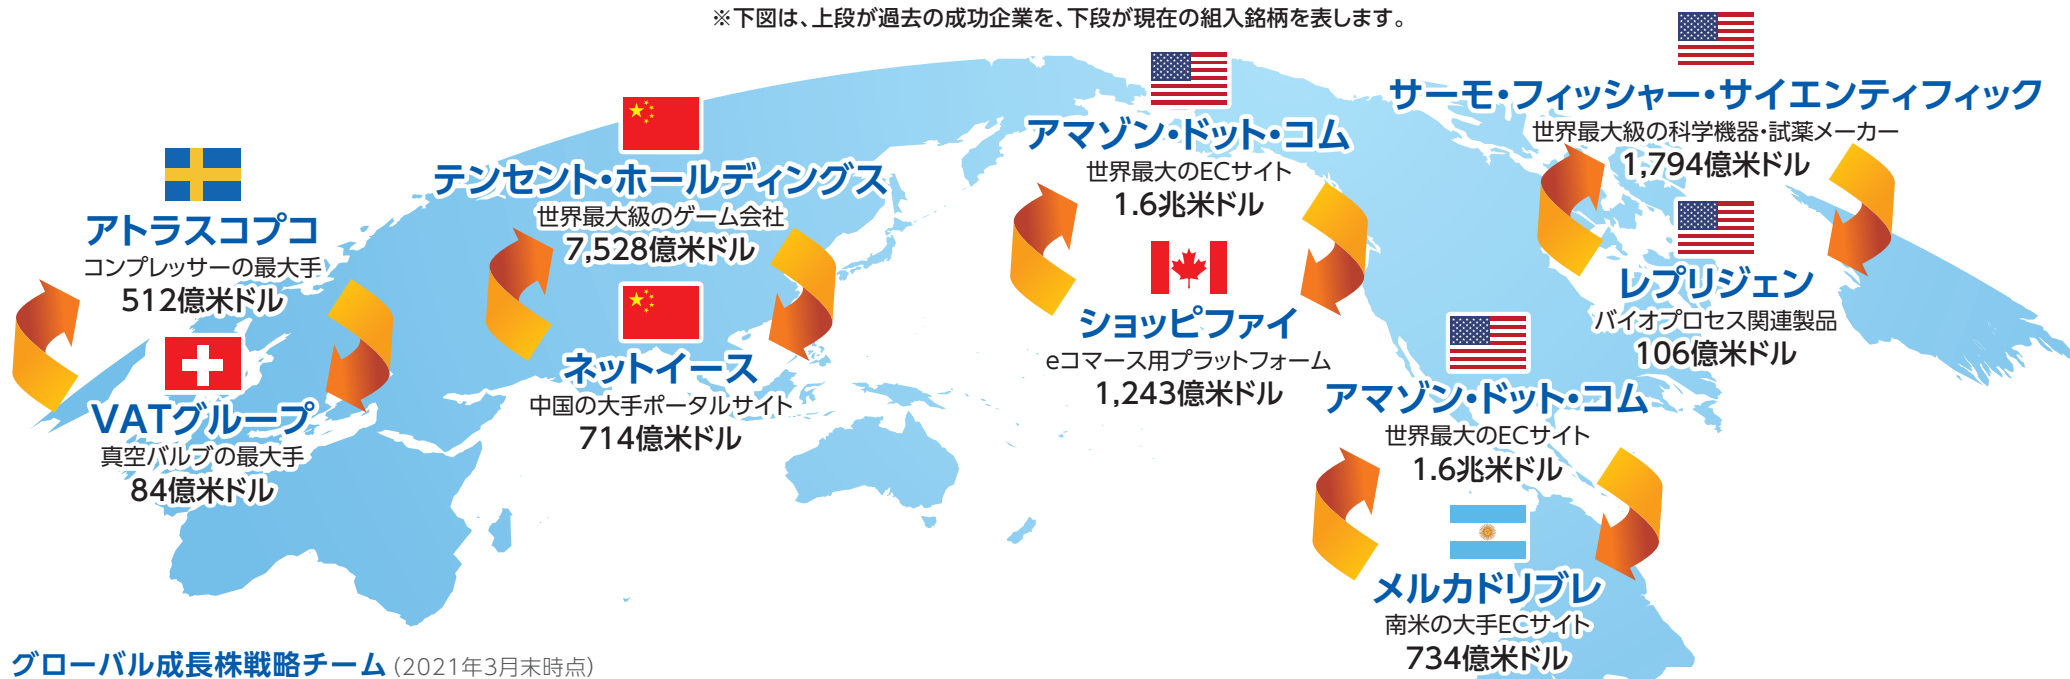 ※下図は、上段が過去の成功企業を、下段が現在の組入銘柄を表します。
アトラスコプコ
コンプレッサーの最大手
512億米ドル
VATグループ
真空バルブの最大手
84億米ドル
テンセント・ホールディングス
世界最大級のゲーム会社
7,528億米ドル
ネットイース
中国の大手ポータルサイト
714億米ドル
アマゾン・ドット・コム
世界最大のECサイト
1.6兆米ドル
ショッピファイ
eコマース用プラットフォーム
1,243億米ドル
サーモ・フィッシャー・サイエンティフィック
世界最大級の科学機器・試薬メーカー
1,794億米ドル
レプリジェン
バイオプロセス関連製品
106億米ドル
アマゾン・ドット・コム
世界最大のECサイト
1.6兆米ドル
メルカドリブレ
南米の大手ECサイト
734億米ドル
グローバル成長株戦略チーム（2021年3月末時点）